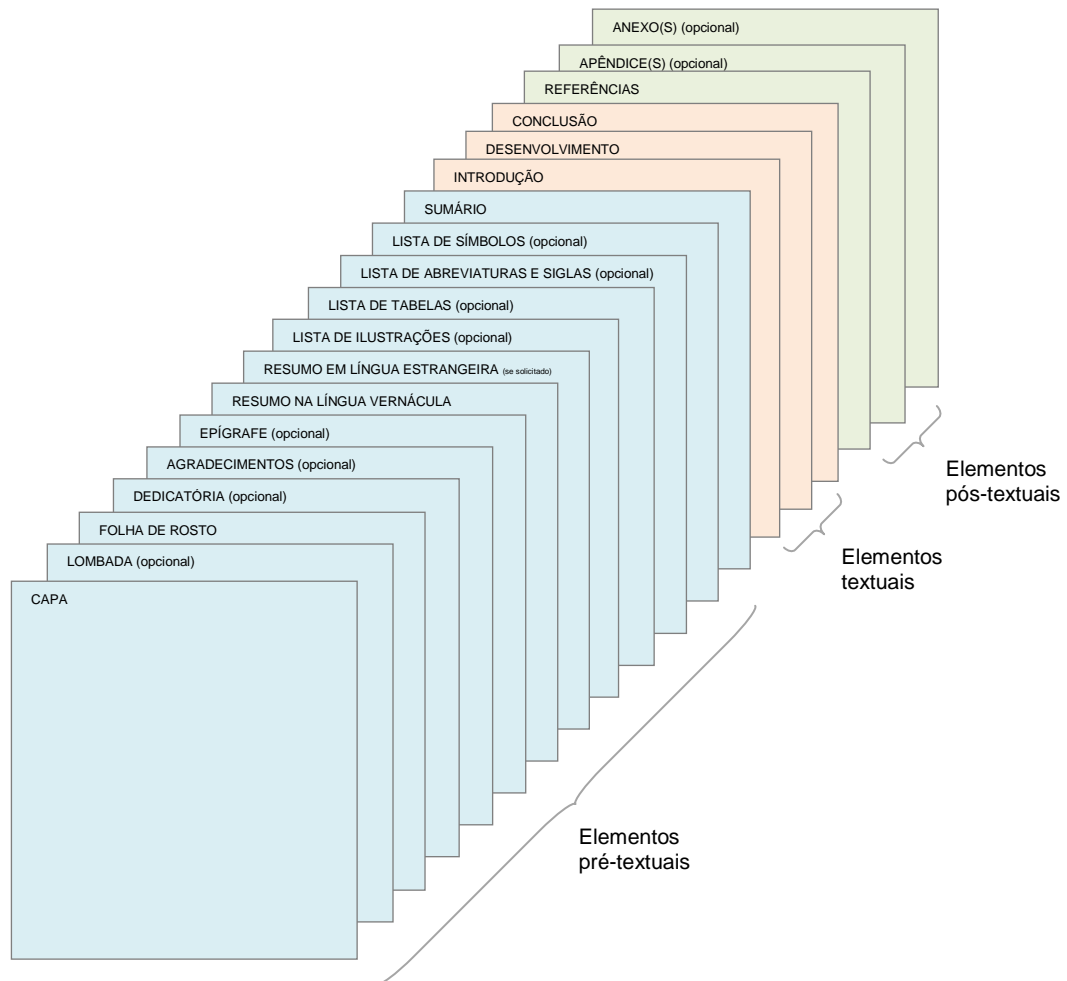 ANEXO(S) (opcional)
APÊNDICE(S) (opcional)
REFERÊNCIAS
CONCLUSÃO
DESENVOLVIMENTO
INTRODUÇÃO
SUMÁRIO
LISTA DE SÍMBOLOS (opcional)
LISTA DE ABREVIATURAS E SIGLAS (opcional)
LISTA DE TABELAS (opcional)
LISTA DE ILUSTRAÇÕES (opcional)
RESUMO EM LÍNGUA ESTRANGEIRA (se solicitado)
RESUMO NA LÍNGUA VERNÁCULA
EPÍGRAFE (opcional)
AGRADECIMENTOS (opcional)
DEDICATÓRIA (opcional)
FOLHA DE ROSTO
LOMBADA (opcional)
CAPA
Elementos
pós-textuais
Elementos
textuais
Elementos
pré-textuais